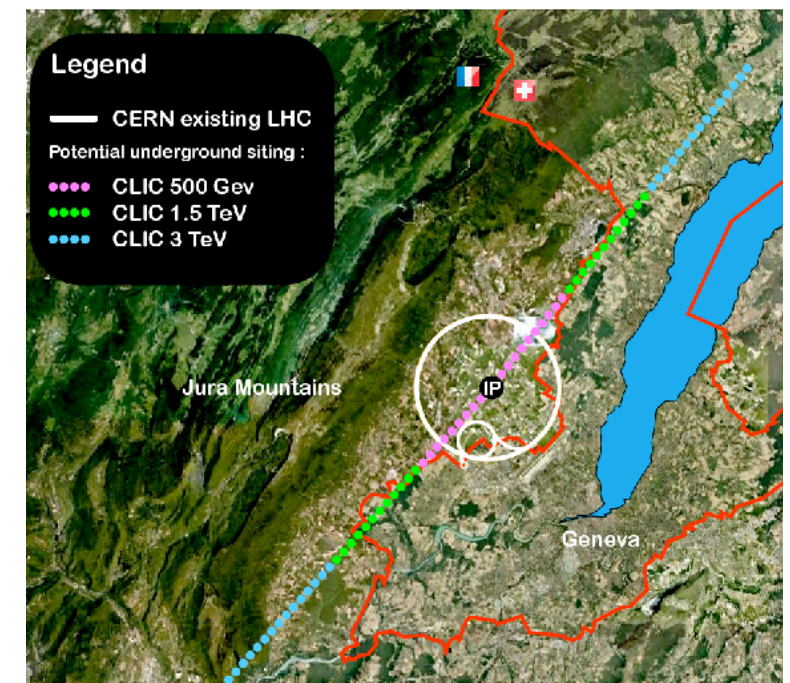 Legend
CERN existing LHC
Potential underground siting :
CLIC 500 Gev
CLIC 1.5 TeV
CLIC 3 TeV
Jura Mountains
IP
Geneva